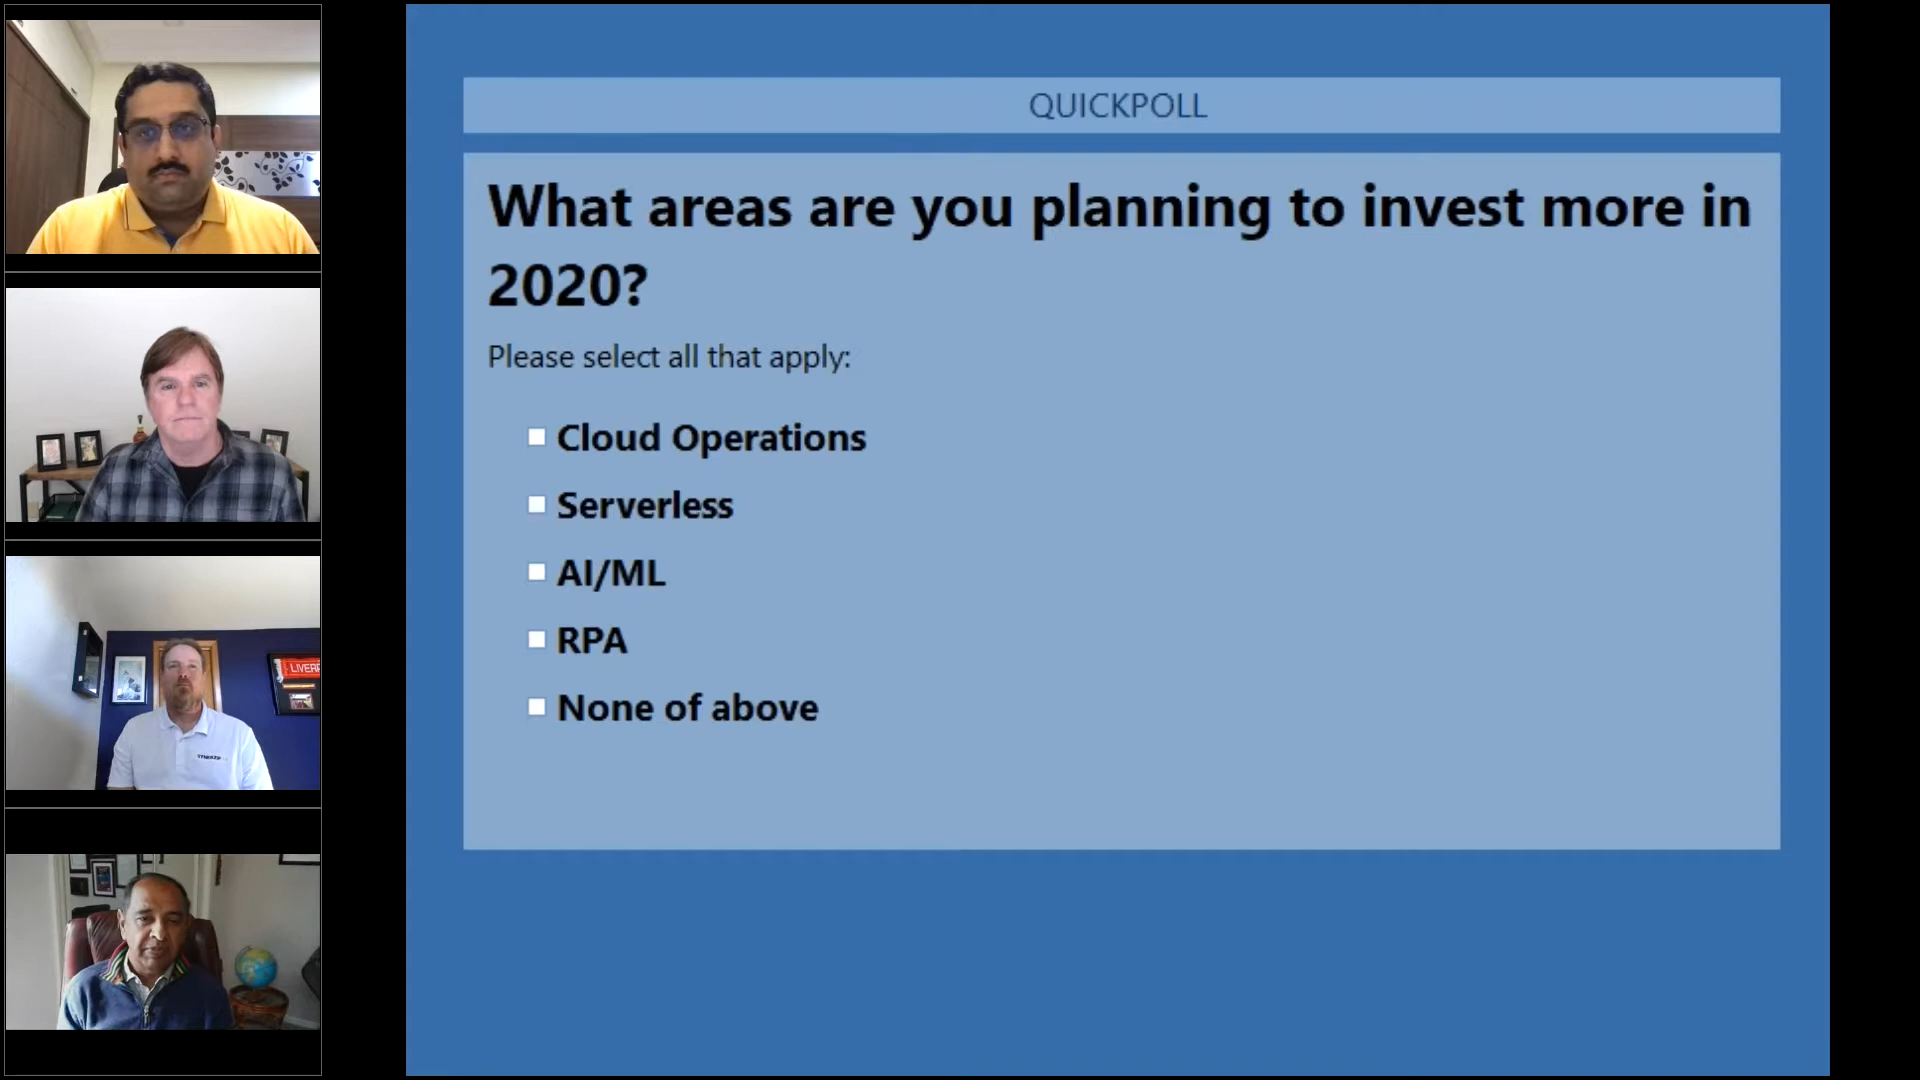 QUICKPOLL
What areas are you planning to invest more in
2020?
Please select all that apply:
Cloud Operations
Serverless
AI/ML
RPA
None of above